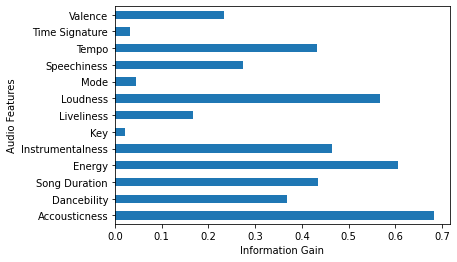 Valence
Time Signature
Tempo
Speechiness
Mode
Loudness
Liveliness
Key
Instrumentalness
Energy
Song Duration
Dancebility
Accousticness
Audio Features
0.0 0.1 0.2 0.3 0.4 0.5 0.6 0.7
Information Gain